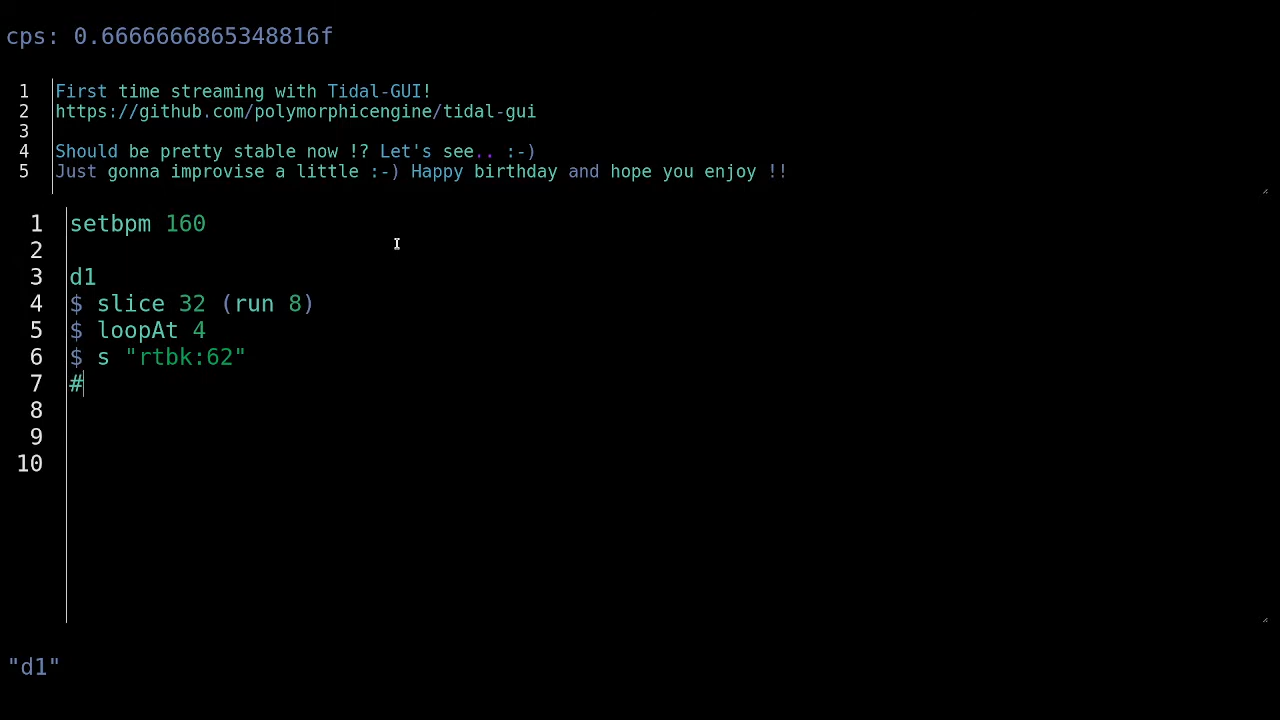 cps: 0.6666666865348816f
1 First time streaming with Tidal-GUI!
2 https://github.com/polymorphicengine/tidal-gui
3
4 Should be pretty stable now !? Let's see.. :-)
5 Just gonna improvise a little :-) Happy birthday and hope you enjoy !!
1 setbpm 160
2
3 d1
4 $ slice 32 (run 8)
5 $ loopAt 4
6 $ s "rtbk:62"
7 #
8
9
10
"d1"